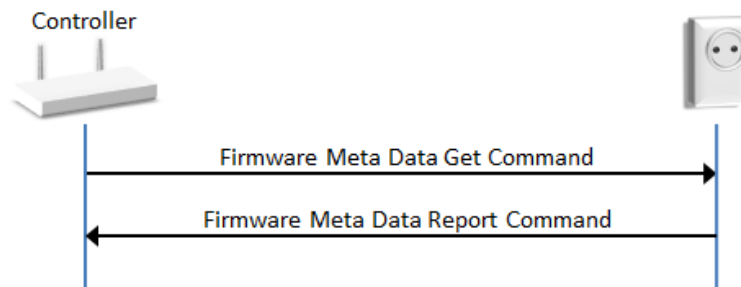 Controller
Firmware Meta Data Get Command
Firmware Meta Data Report Command